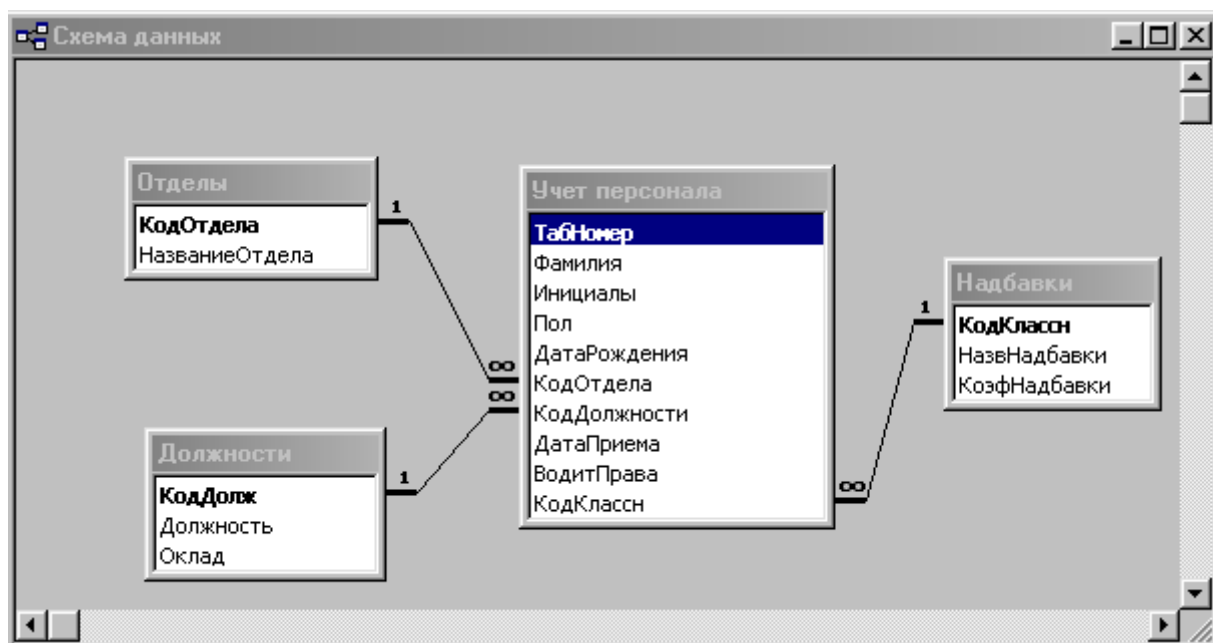 Схема данных
Отделы
КодОтдела
НазваниеОтдела
1
∞
Должности
КодДолж
Должность
Оклад
1
∞
Учет персонала
ТабНомер
Фамилия
Инициалы
Пол
ДатаРождения
КодОтдела
КодДолжности
ДатаПриема
ВодитПрава
КодКлассн
∞
1
Надбавки
КодКлассн
НазвНадбавки
КоэфНадбавки